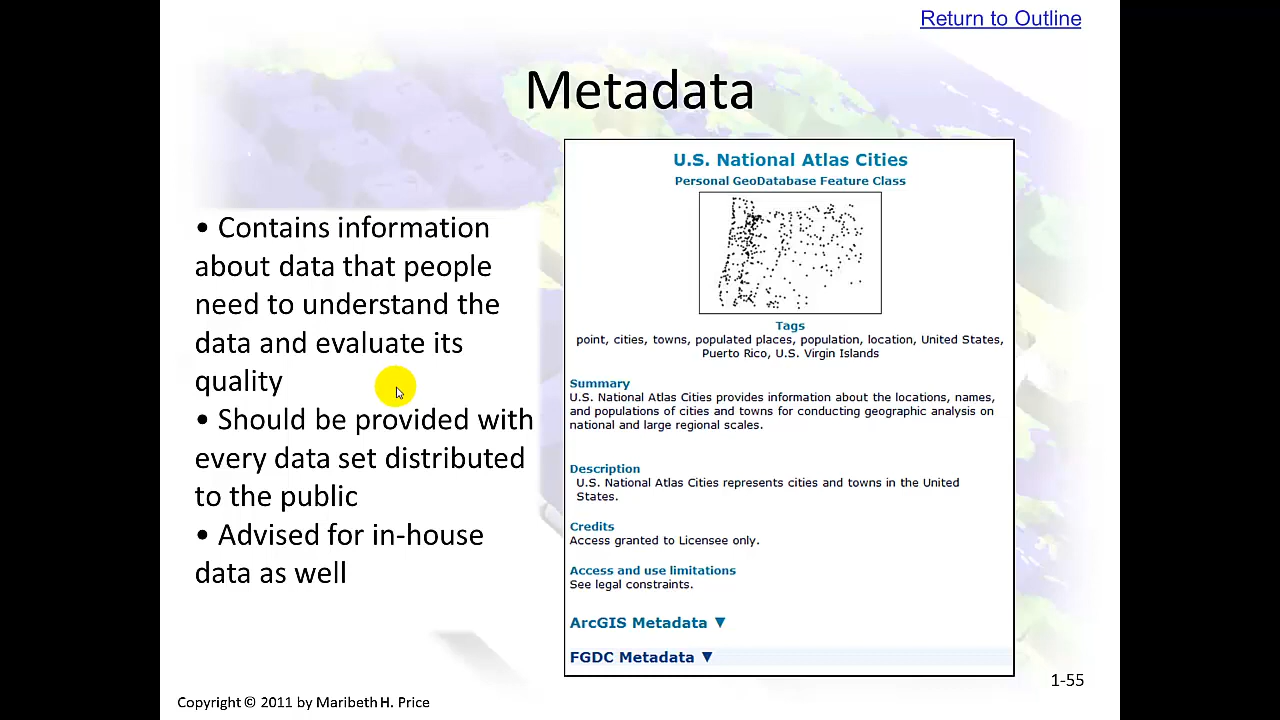 Return to Outline
Metadata
• Contains information
about data that people
need to understand the
data and evaluate its
quality
• Should be provided with
every data set distributed
to the public
• Advised for in-house
data as well
U.S. National Atlas Cities
Personal GeoDatabase Feature Class
Tags
point, cities, towns, populated places, population, location, United States,
Puerto Rico, U.S. Virgin Islands
Summary
U.S. National Atlas Cities provides information about the locations, names,
and populations of cities and towns for conducting geographic analysis on
national and large regional scales.
Description
U.S. National Atlas Cities represents cities and towns in the United
States.
Credits
Access granted to Licensee only.
Access and use limitations
See legal constraints.
ArcGIS Metadata ▼
FGDC Metadata ▼
1-55
Copyright © 2011 by Maribeth H. Price